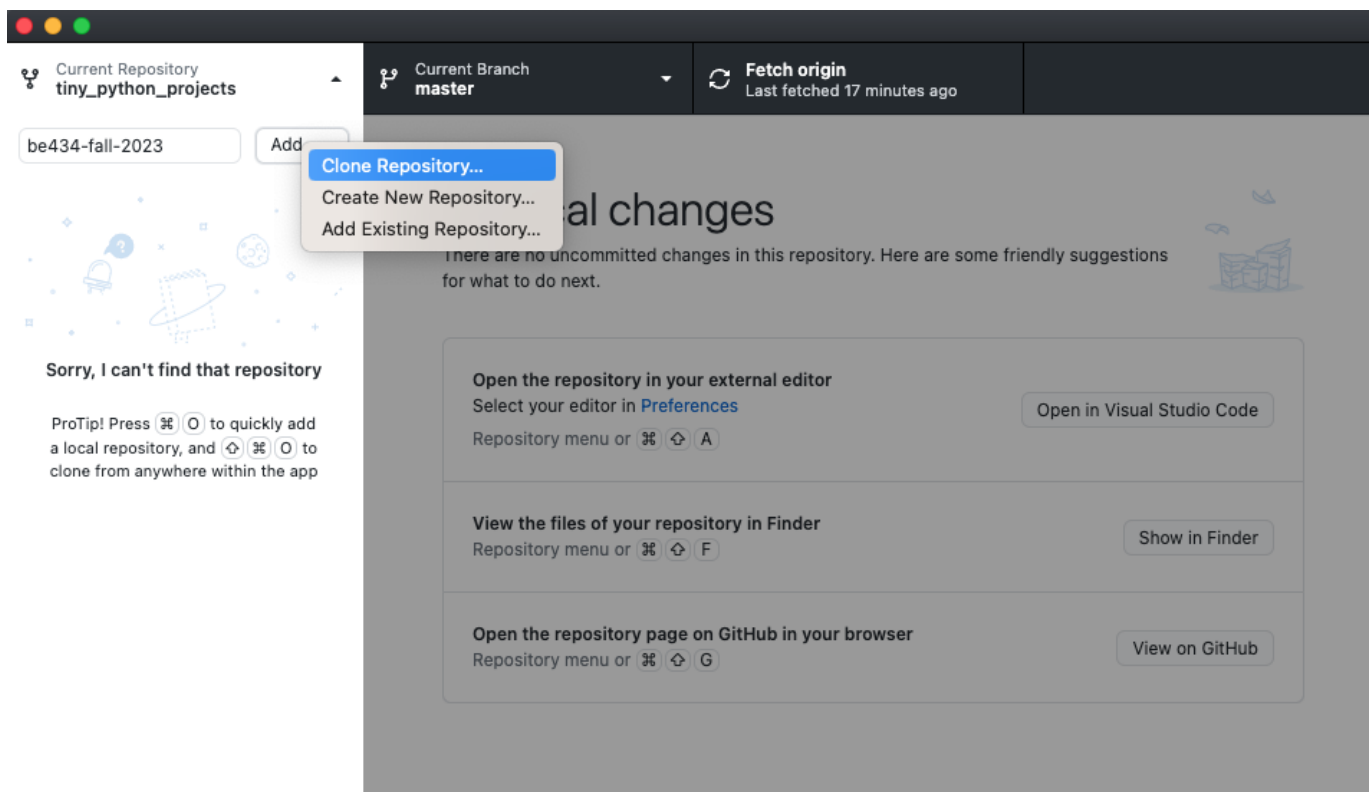 Current Repository
tiny_python_projects
Current Branch
master
Fetch origin
Last fetched 17 minutes ago
be434-fall-2023
Add
Clone Repository...
Create New Repository...
Add Existing Repository...
al changes
There are no uncommitted changes in this repository. Here are some friendly suggestions
for what to do next.
Sorry, I can't find that repository
ProTip! Press ⌘ O to quickly add
a local repository, and ⇧ ⌘ O to
clone from anywhere within the app
Open the repository in your external editor
Select your editor in Preferences
Repository menu or ⌘ ⇧ A
Open in Visual Studio Code
View the files of your repository in Finder
Repository menu or ⌘ ⇧ F
Show in Finder
Open the repository page on GitHub in your browser
Repository menu or ⌘ ⇧ G
View on GitHub